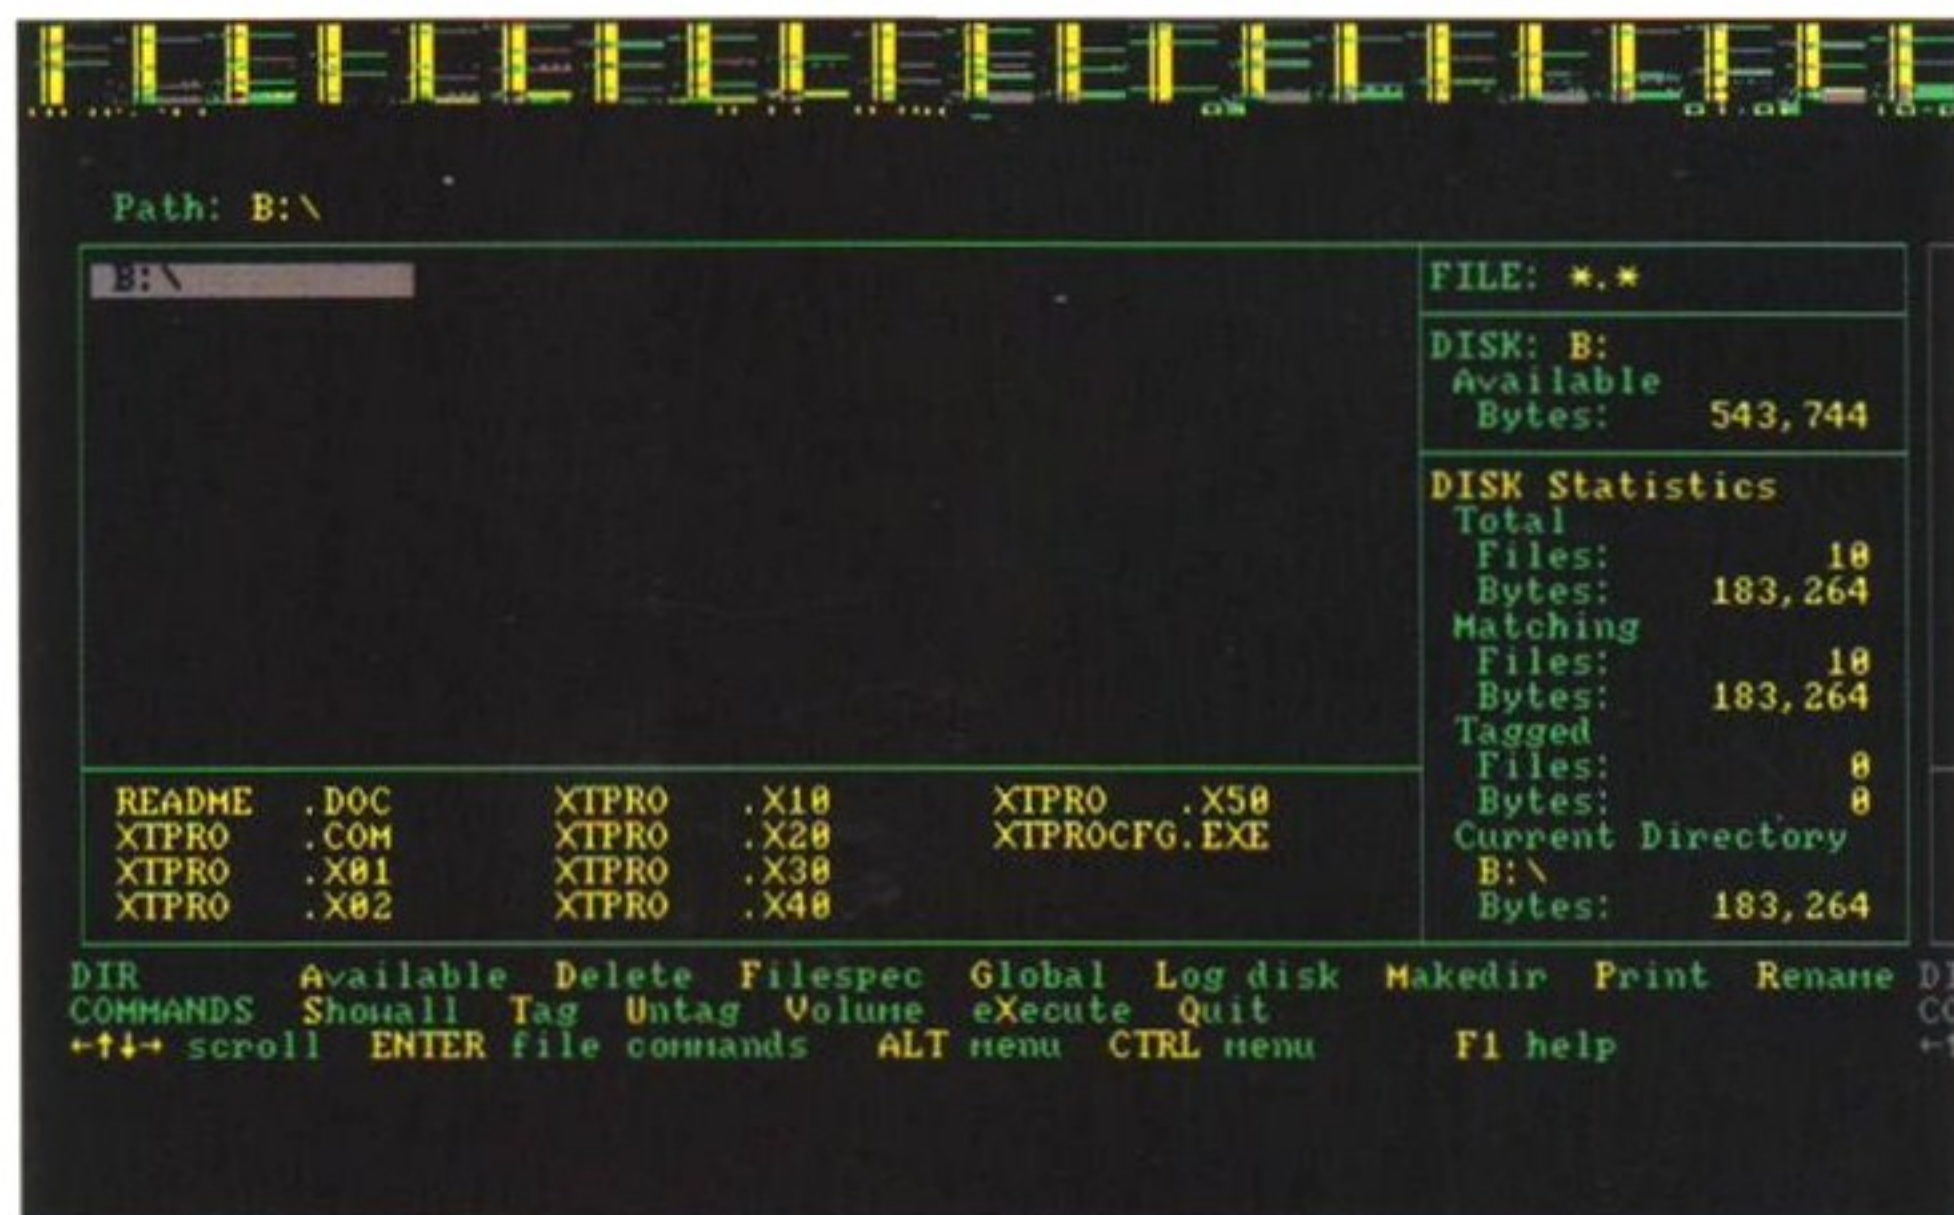 Path: B:\
B:\
FILE: *.*
DISK: B:
Available
Bytes: 543,744
DISK Statistics
Total
Files: 10
Bytes: 183,264
Matching
Files: 10
Bytes: 183,264
Tagged
Files: 0
Bytes: 0
Current Directory
B:\
Bytes: 183,264
README .DOC XTPRO .X10 XTPRO .X50
XTPRO .COM XTPRO .X20 XTPROCFG.EXE
XTPRO .X01 XTPRO .X30
XTPRO .X02 XTPRO .X40
DIR Available Delete Filespec Global Log disk Makedir Print Rename
COMMANDS Showall Tag Untag Volume eXecute Quit
←↑↓→ scroll ENTER file commands ALT menu CTRL menu F1 help